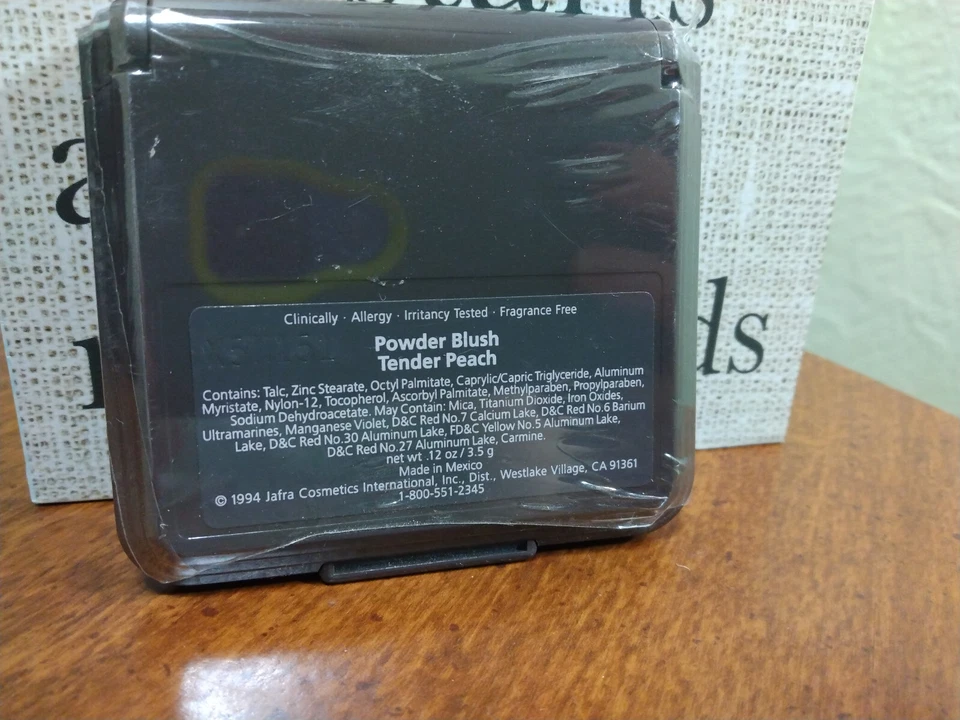 ds
Clinically · Allergy · Irritancy Tested · Fragrance Free
Powder Blush
Tender Peach
Contains: Talc, Zinc Stearate, Octyl Palmitate, Caprylic/Capric Triglyceride, Aluminum
Myristate, Nylon-12, Tocopherol, Ascorbyl Palmitate, Methylparaben, Propylparaben,
Sodium Dehydroacetate. May Contain: Mica, Titanium Dioxide, Iron Oxides,
Ultramarines, Manganese Violet, D&C Red No.7 Calcium Lake, D&C Red No.6 Barium
Lake, D&C Red No.30 Aluminum Lake, FD&C Yellow No.5 Aluminum Lake,
D&C Red No.27 Aluminum Lake, Carmine.
net wt .12 oz / 3.5 g
Made in Mexico
© 1994 Jafra Cosmetics International, Inc., Dist., Westlake Village, CA 91361
1-800-551-2345